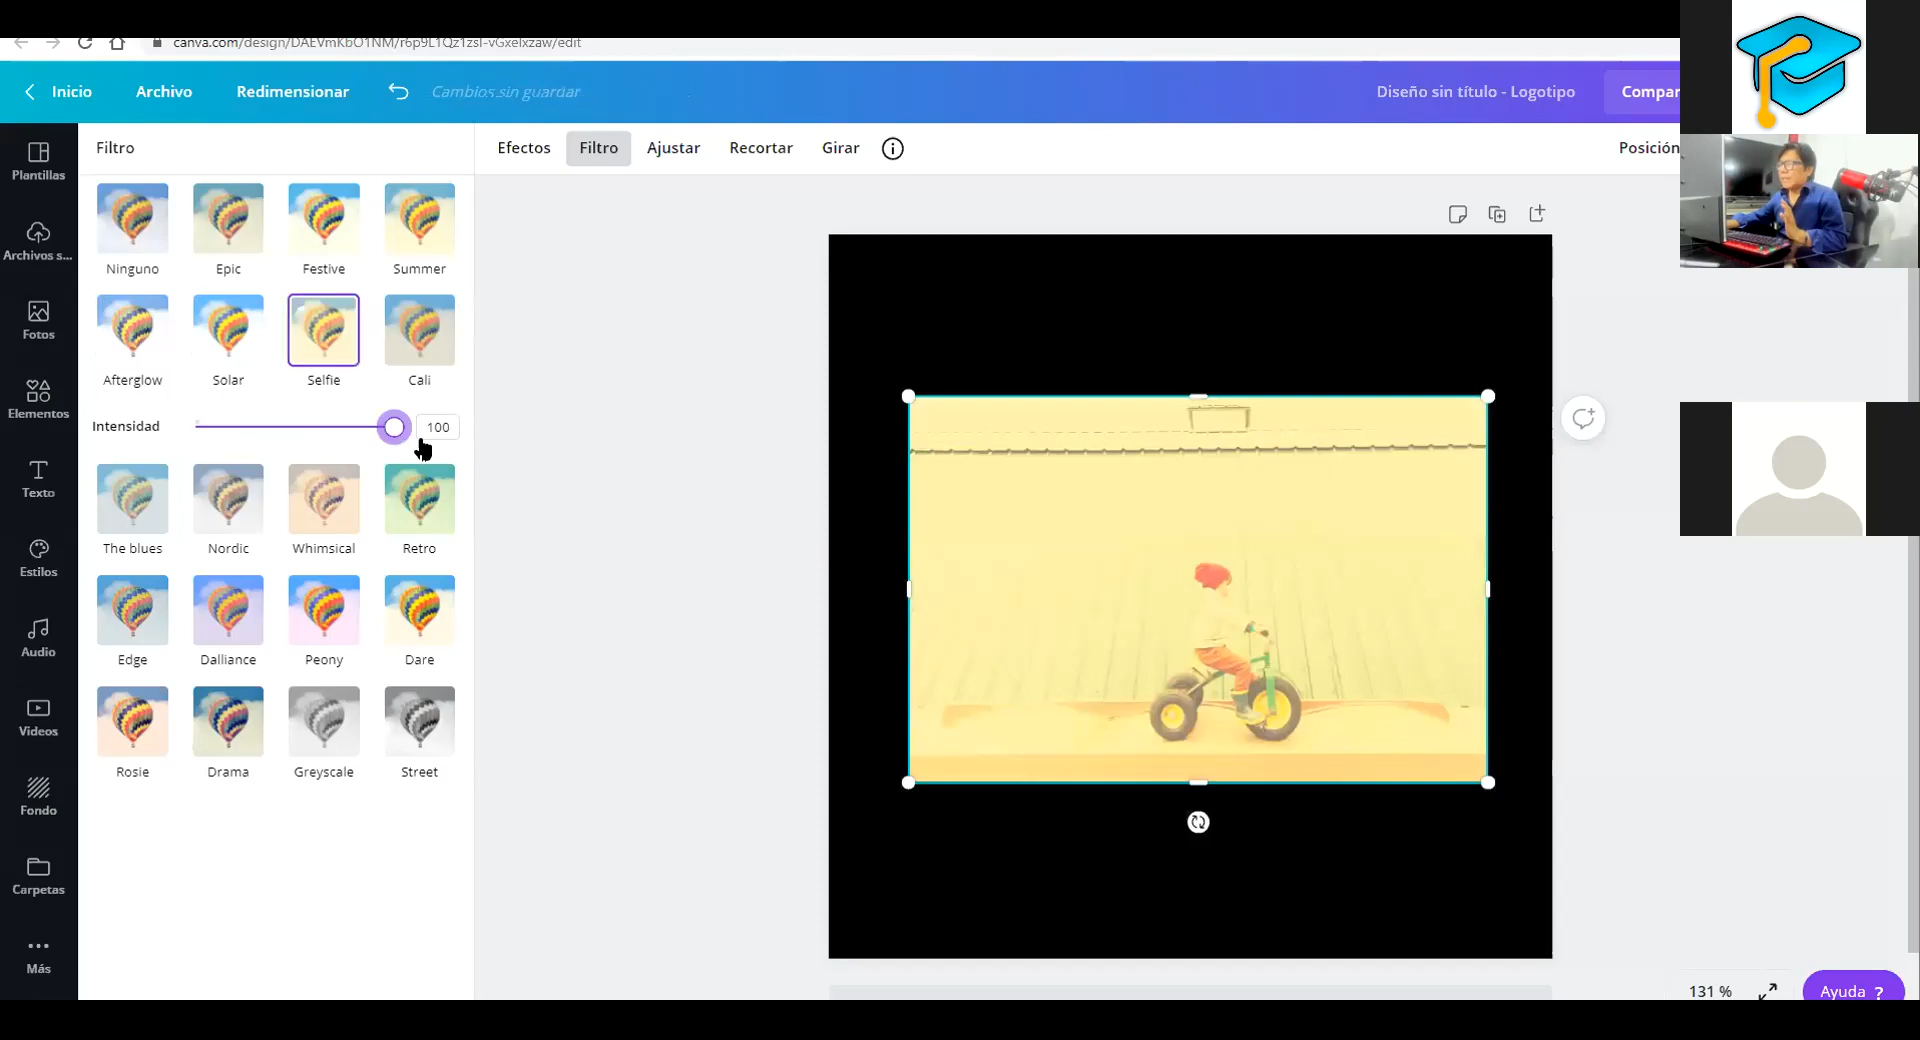 canva.com/design/DAEVmKbO1NM/r6p9L1Qz1zsI-vGxelxzaw/edit
Inicio
Archivo
Redimensionar
Cambios sin guardar
Diseño sin título - Logotipo
Compar
Plantillas
Archivos s...
Fotos
Elementos
Texto
Estilos
Audio
Videos
Fondo
Carpetas
Más
Filtro
Efectos
Filtro
Ajustar
Recortar
Girar
Posición
Ninguno
Epic
Festive
Summer
Afterglow
Solar
Selfie
Cali
Intensidad
100
The blues
Nordic
Whimsical
Retro
Edge
Dalliance
Peony
Dare
Rosie
Drama
Greyscale
Street
131 %
Ayuda ?